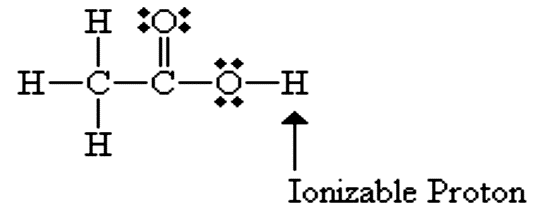 H :O:
H—C—C—O—H
H
Ionizable Proton